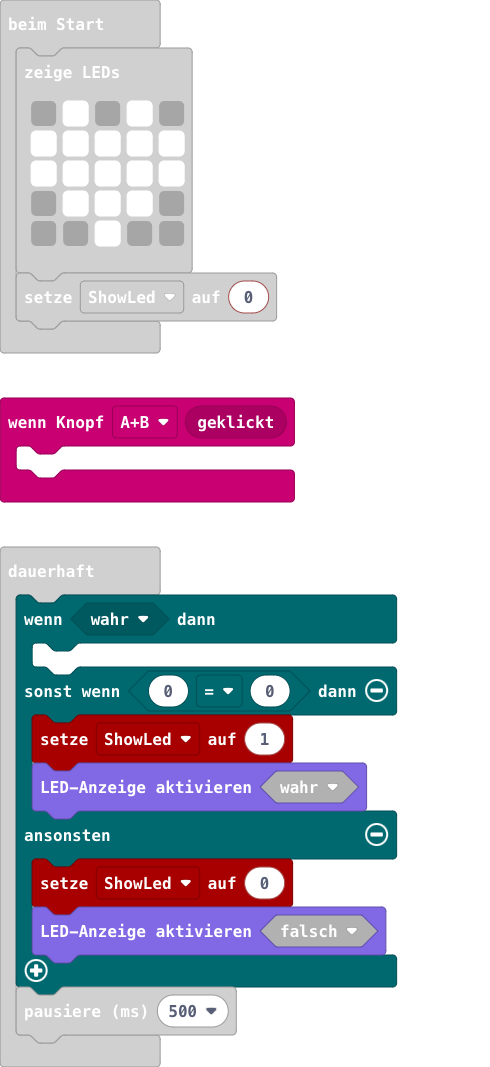 beim Start
zeige LEDs
setze ShowLed auf 0
wenn Knopf A+B geklickt
dauerhaft
wenn wahr dann
sonst wenn 0 = 0 dann
setze ShowLed auf 1
LED-Anzeige aktivieren wahr
ansonsten
setze ShowLed auf 0
LED-Anzeige aktivieren falsch
pausiere (ms) 500